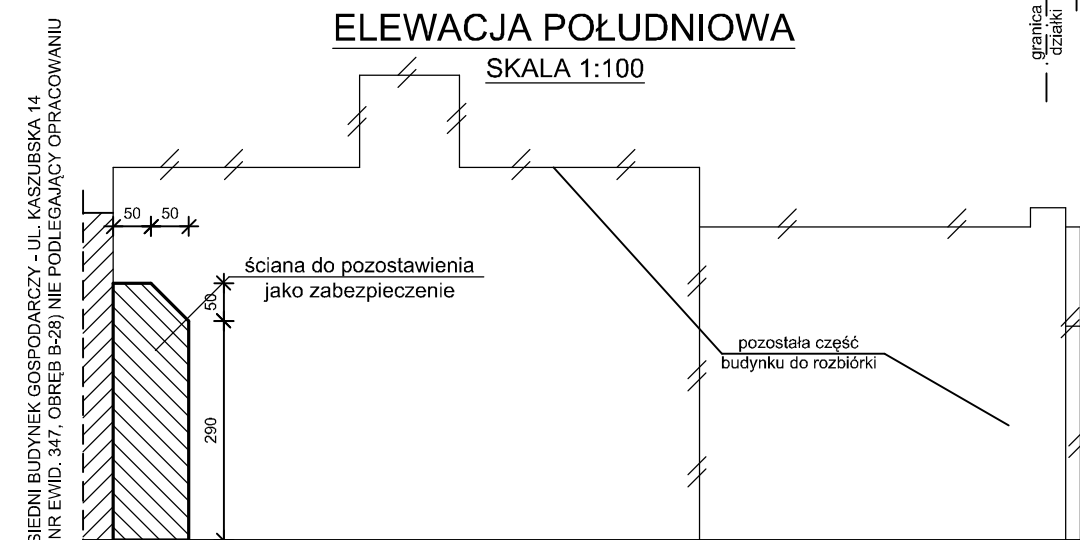 ELEWACJA POŁUDNIOWA
SKALA 1:100
granica
działki
BUDYNEK GOSPODARCZY - UL. KASZUBSKA 14
NR EWID. 347, OBRĘB B-28) NIE PODLEGAJĄCY OPRACOWANIU
50 50
ściana do pozostawienia
jako zabezpieczenie
50
290
pozostała część
budynku do rozbiórki